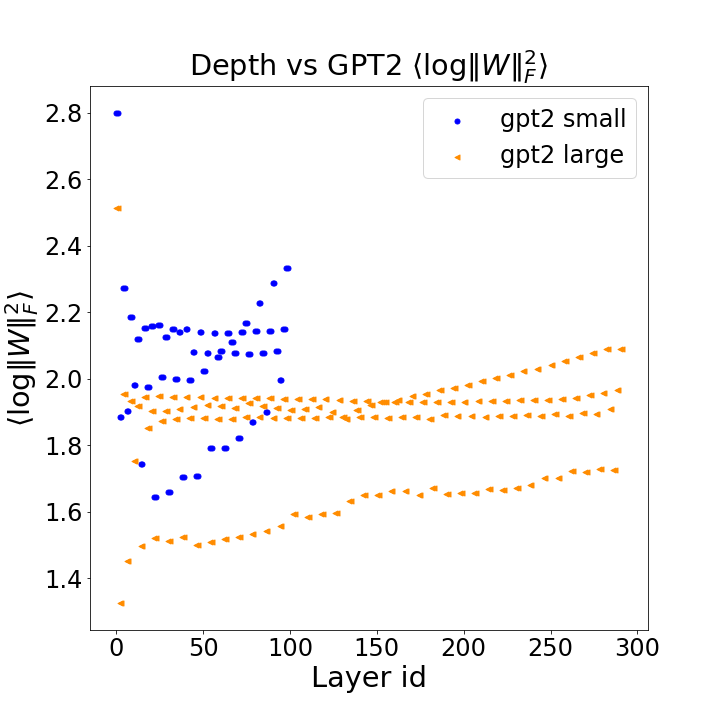 Depth vs GPT2 ⟨log‖W‖²_F⟩
gpt2 small
gpt2 large
⟨log‖W‖²_F⟩
2.8
2.6
2.4
2.2
2.0
1.8
1.6
1.4
0 50 100 150 200 250 300
Layer id